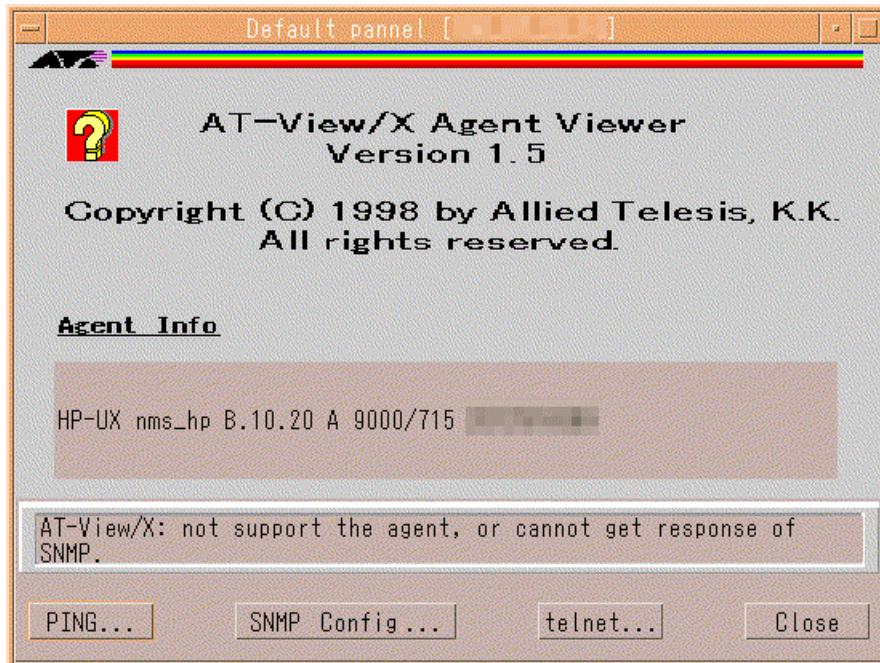 Default pannel [ ]
AT-View/X Agent Viewer
Version 1.5
Copyright (C) 1998 by Allied Telesis, K.K.
All rights reserved.
Agent Info
HP-UX nms_hp B.10.20 A 9000/715
AT-View/X: not support the agent, or cannot get response of
SNMP.
PING... SNMP Config... telnet... Close